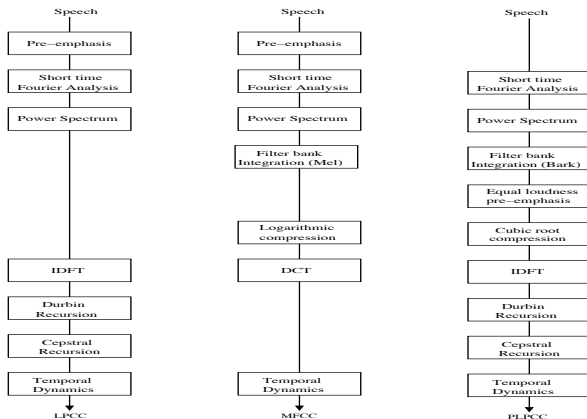 Speech
Pre–emphasis
Short time
Fourier Analysis
Power Spectrum
IDFT
Durbin
Recursion
Cepstral
Recursion
Temporal
Dynamics
LPCC
Speech
Pre–emphasis
Short time
Fourier Analysis
Power Spectrum
Filter bank
Integration (Mel)
Logarithmic
compression
DCT
Temporal
Dynamics
MFCC
Speech
Short time
Fourier Analysis
Power Spectrum
Filter bank
Integration (Bark)
Equal loudness
pre–emphasis
Cubic root
compression
IDFT
Durbin
Recursion
Cepstral
Recursion
Temporal
Dynamics
PLPCC